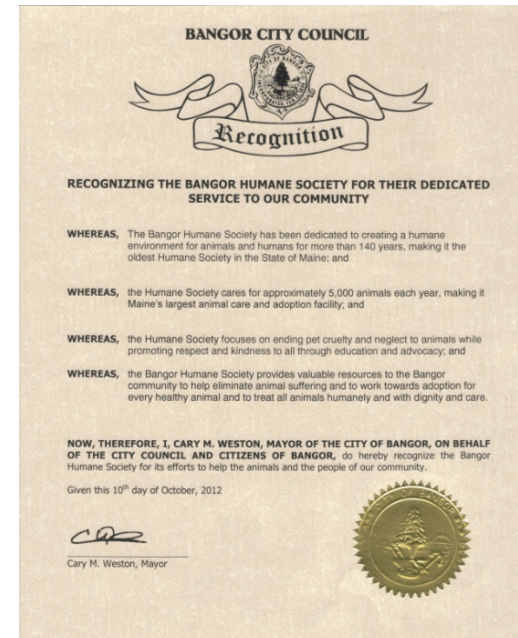 BANGOR CITY COUNCIL
Recognition
RECOGNIZING THE BANGOR HUMANE SOCIETY FOR THEIR DEDICATED
SERVICE TO OUR COMMUNITY
WHEREAS, The Bangor Humane Society has been dedicated to creating a humane
environment for animals and humans for more than 140 years, making it the
oldest Humane Society in the State of Maine; and
WHEREAS, the Humane Society cares for approximately 5,000 animals each year, making it
Maine's largest animal care and adoption facility; and
WHEREAS, the Humane Society focuses on ending pet cruelty and neglect to animals while
promoting respect and kindness to all through education and advocacy; and
WHEREAS, the Bangor Humane Society provides valuable resources to the Bangor
community to help eliminate animal suffering and to work towards adoption for
every healthy animal and to treat all animals humanely and with dignity and care.
NOW, THEREFORE, I, CARY M. WESTON, MAYOR OF THE CITY OF BANGOR, ON BEHALF
OF THE CITY COUNCIL AND CITIZENS OF BANGOR, do hereby recognize the Bangor
Humane Society for its efforts to help the animals and the people of our community.
Given this 10th day of October, 2012
Cary M. Weston, Mayor